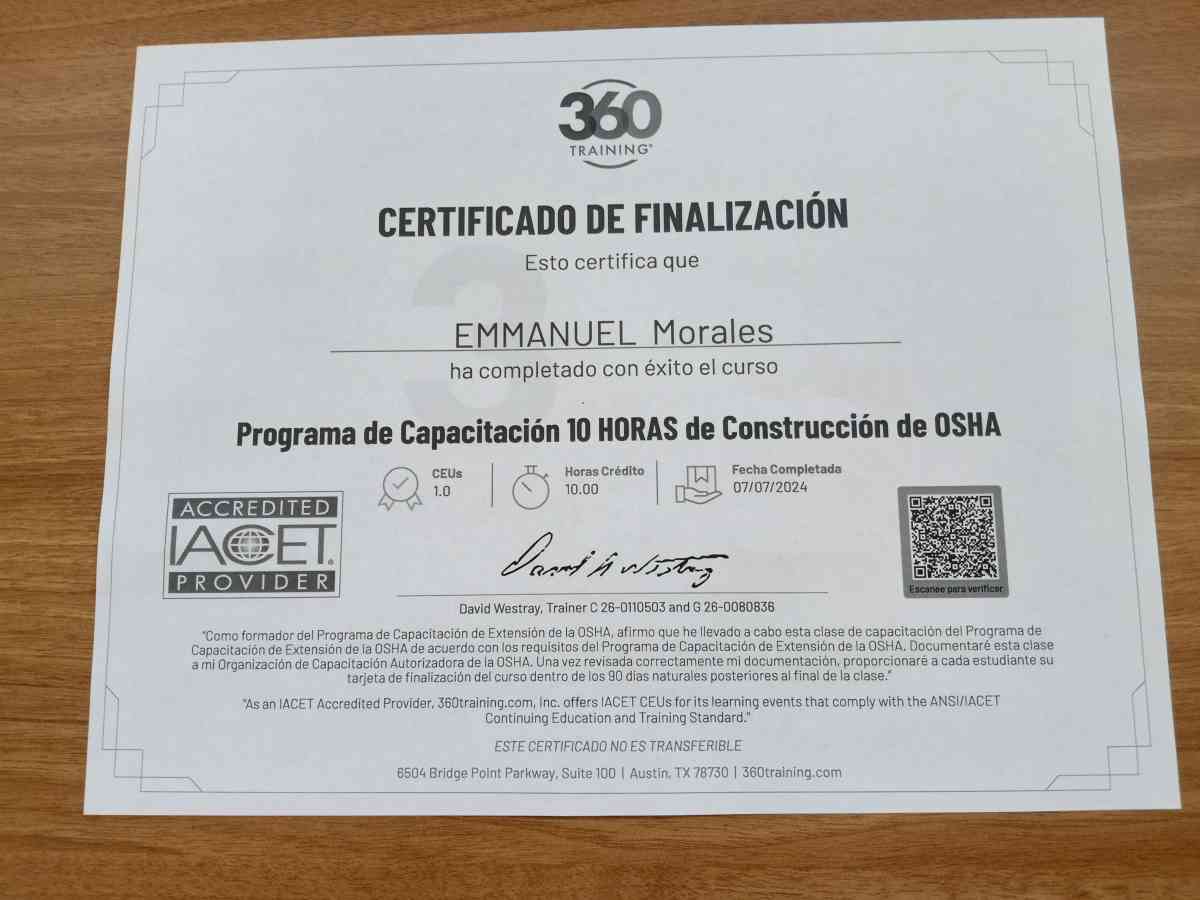 360
TRAINING®
CERTIFICADO DE FINALIZACIÓN
Esto certifica que
EMMANUEL Morales
ha completado con éxito el curso
Programa de Capacitación 10 HORAS de Construcción de OSHA
CEUs
1.0
Horas Crédito
10.00
Fecha Completada
07/07/2024
ACCREDITED
IACET®
PROVIDER
Escanee para verificar
David Westray
David Westray, Trainer C 26-0110503 and G 26-0080836
"Como formador del Programa de Capacitación de Extensión de la OSHA, afirmo que he llevado a cabo esta clase de capacitación del Programa de
Capacitación de Extensión de la OSHA de acuerdo con los requisitos del Programa de Capacitación de Extensión de la OSHA. Documentaré esta clase
a mi Organización de Capacitación Autorizadora de la OSHA. Una vez revisada correctamente mi documentación, proporcionaré a cada estudiante su
tarjeta de finalización del curso dentro de los 90 días naturales posteriores al final de la clase."
"As an IACET Accredited Provider, 360training.com, Inc. offers IACET CEUs for its learning events that comply with the ANSI/IACET
Continuing Education and Training Standard."
ESTE CERTIFICADO NO ES TRANSFERIBLE
6504 Bridge Point Parkway, Suite 100 | Austin, TX 78730 | 360training.com